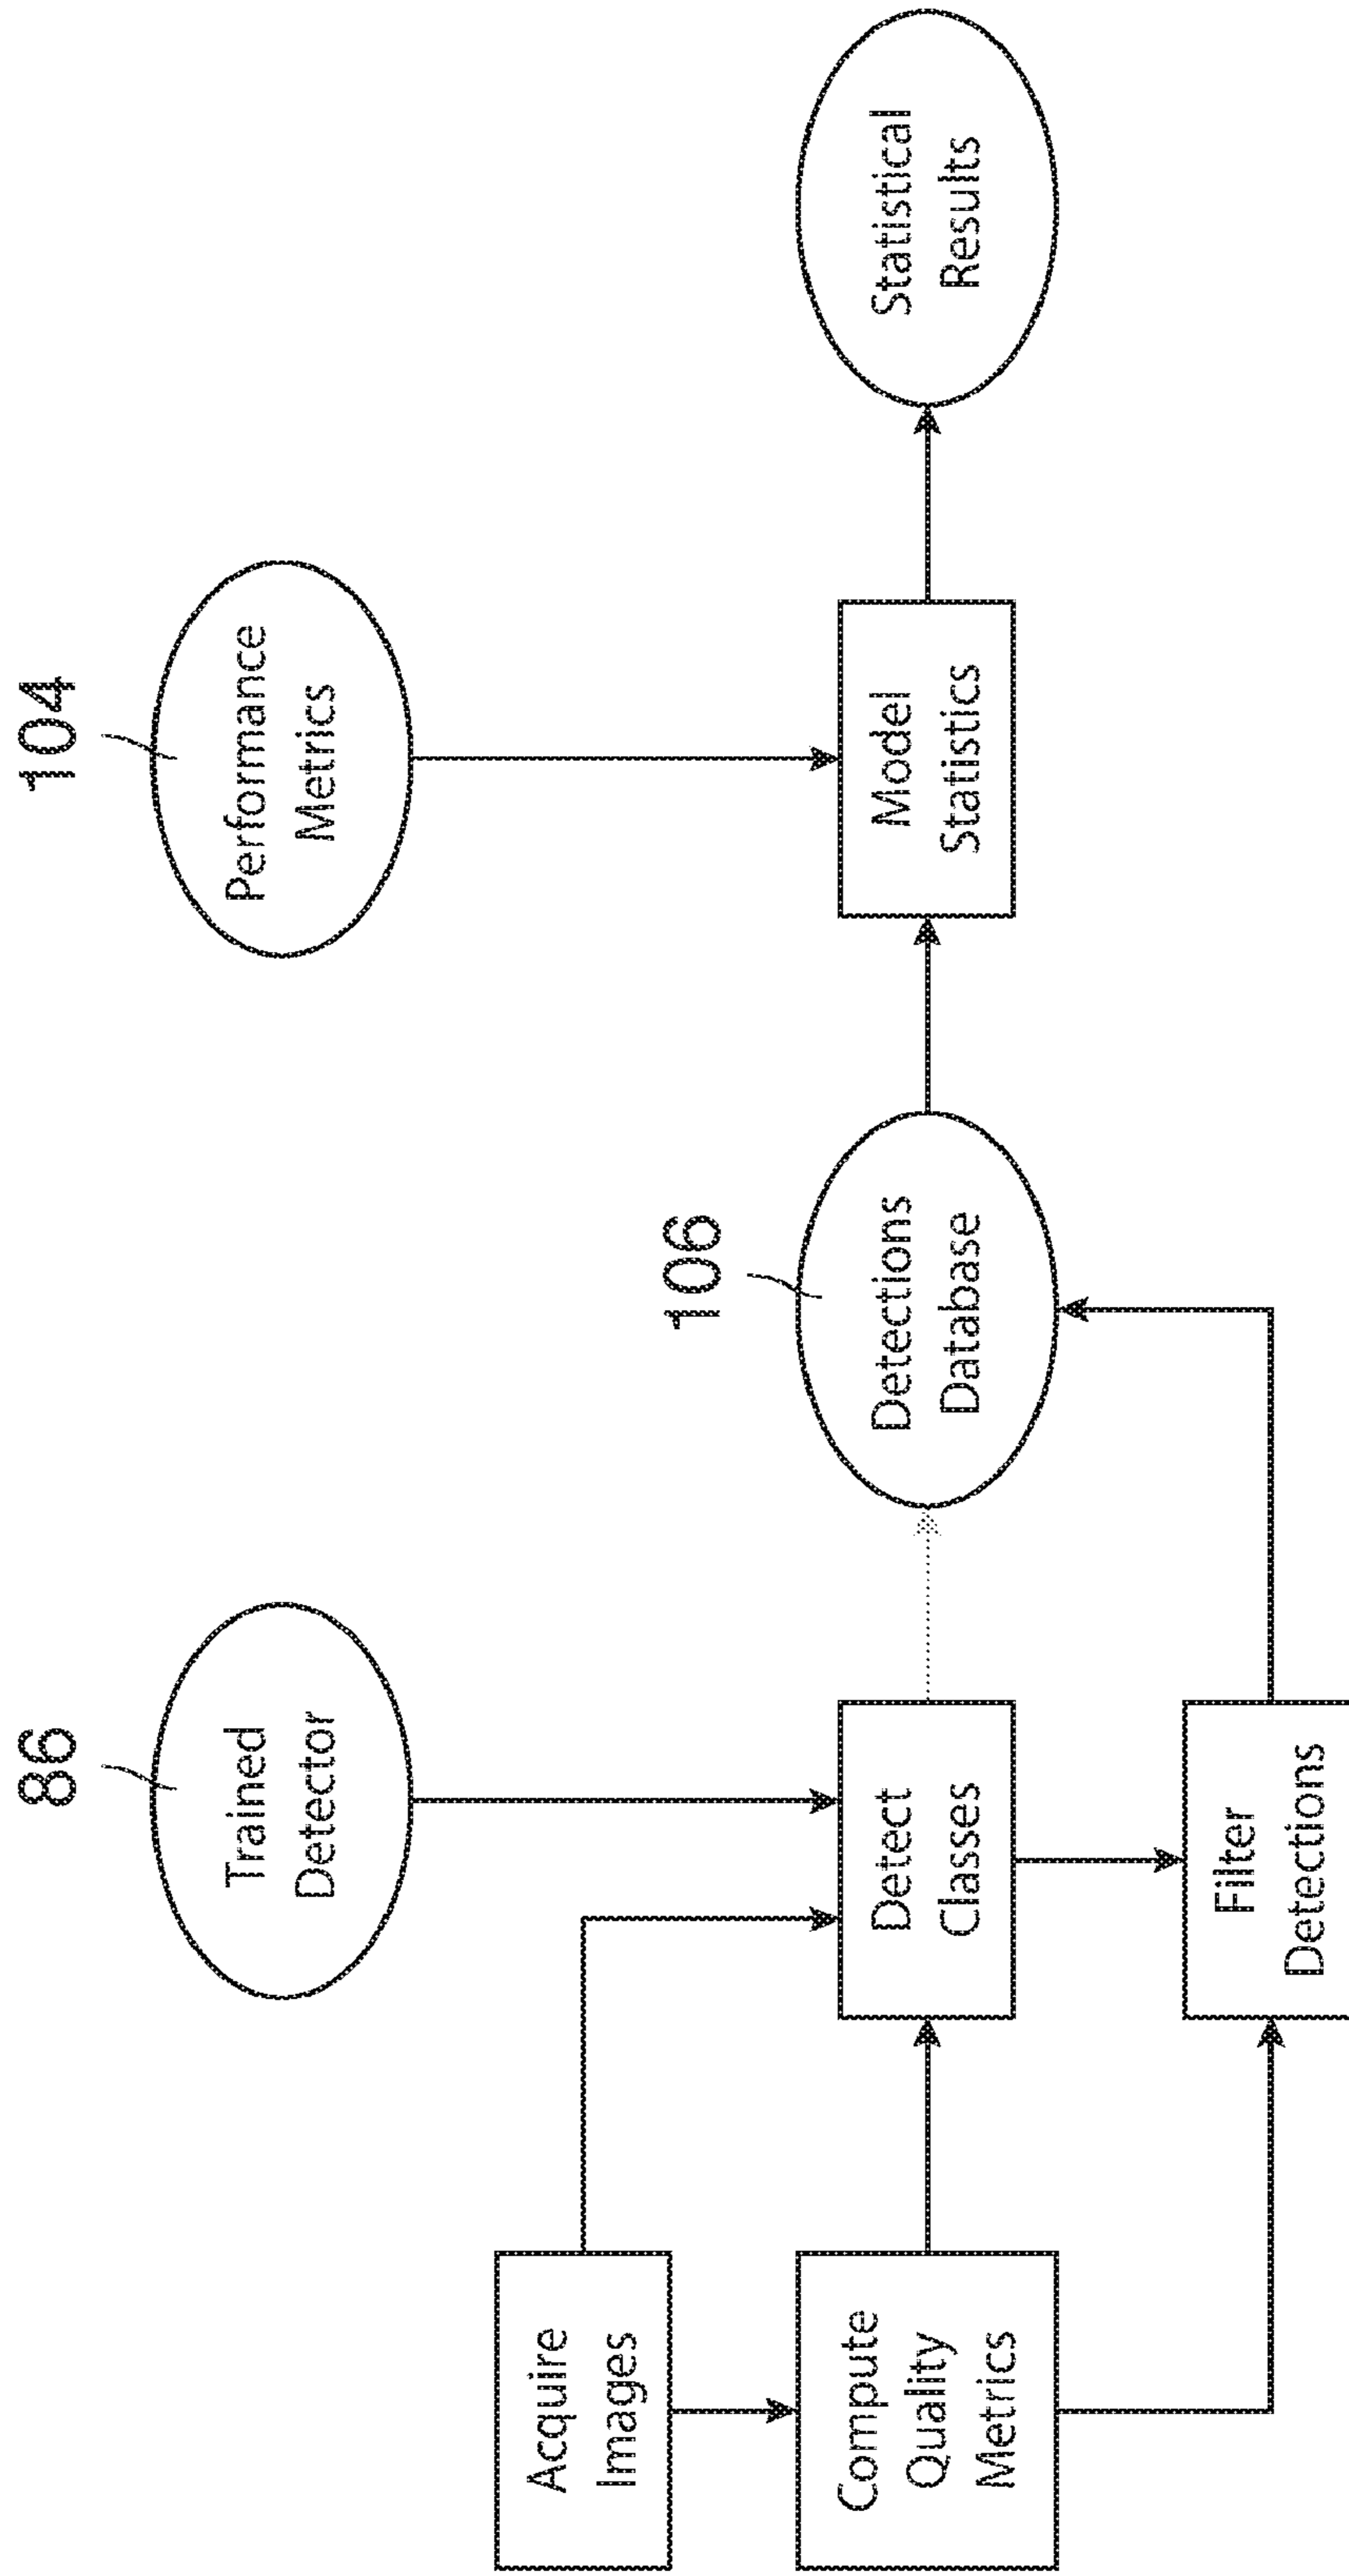 86
104
Trained
Detector
Performance
Metrics
Acquire
Images
106
Compute
Quality
Metrics
Detect
Classes
Detections
Database
Model
Statistics
Statistical
Results
Filter
Detections